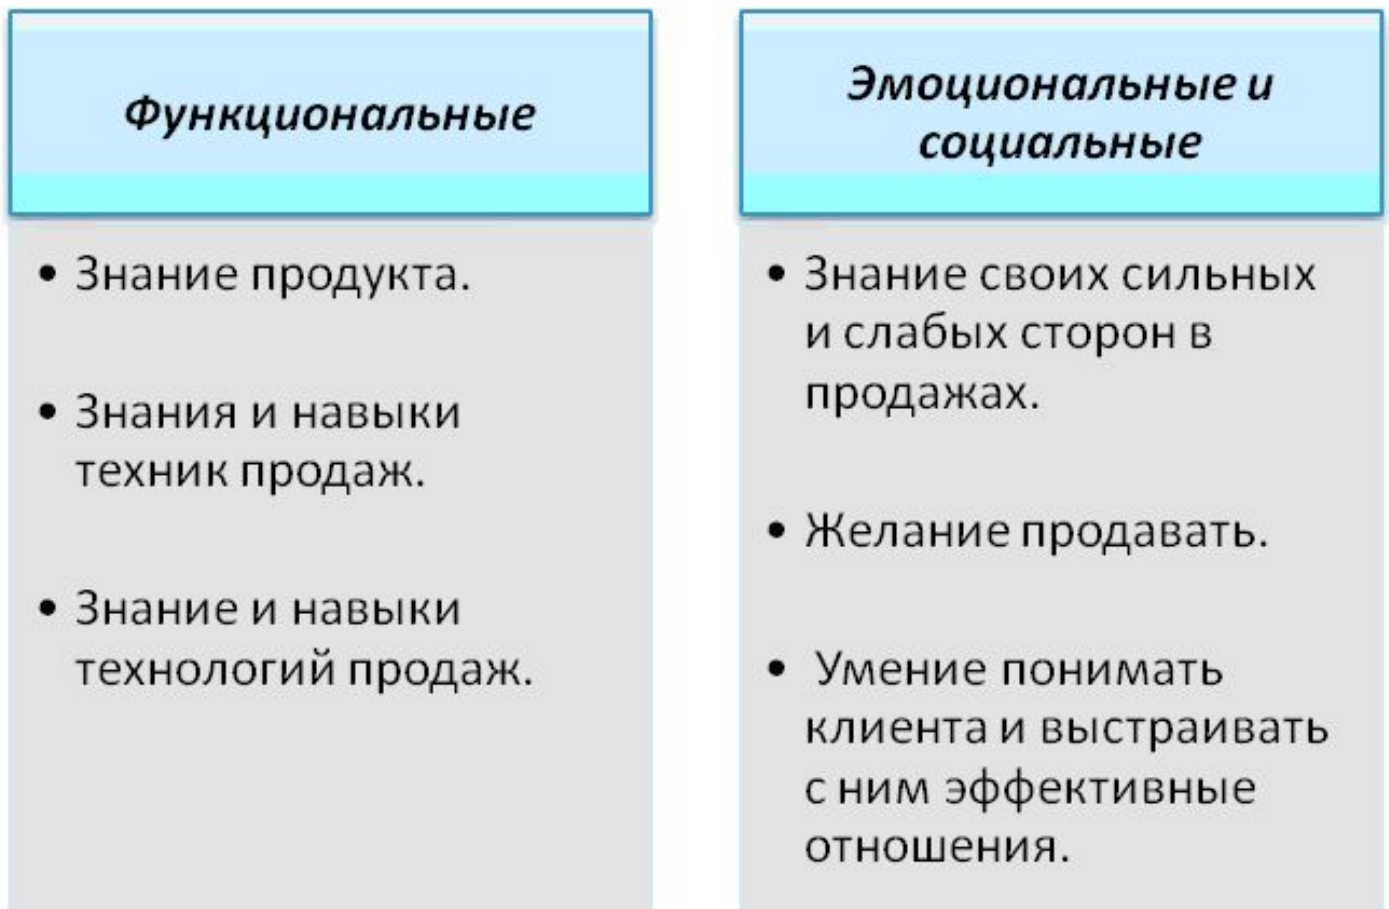 Функциональные
• Знание продукта.
• Знания и навыки
техник продаж.
• Знание и навыки
технологий продаж.
Эмоциональные и
социальные
• Знание своих сильных
и слабых сторон в
продажах.
• Желание продавать.
• Умение понимать
клиента и выстраивать
с ним эффективные
отношения.